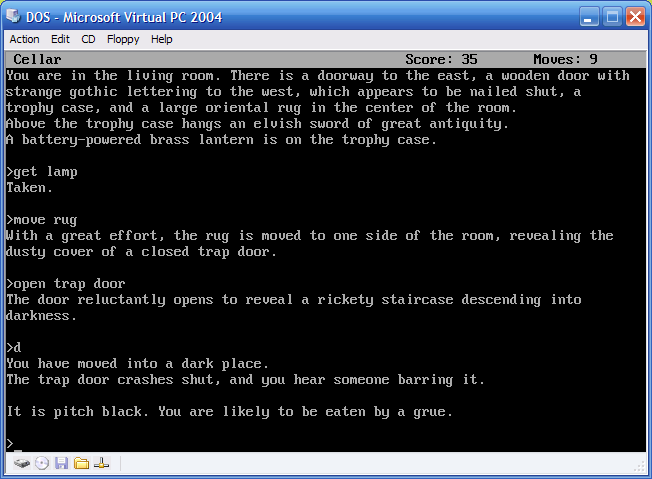 DOS - Microsoft Virtual PC 2004
Action Edit CD Floppy Help
Cellar Score: 35 Moves: 9
You are in the living room. There is a doorway to the east, a wooden door with
strange gothic lettering to the west, which appears to be nailed shut, a
trophy case, and a large oriental rug in the center of the room.
Above the trophy case hangs an elvish sword of great antiquity.
A battery-powered brass lantern is on the trophy case.
>get lamp
Taken.
>move rug
With a great effort, the rug is moved to one side of the room, revealing the
dusty cover of a closed trap door.
>open trap door
The door reluctantly opens to reveal a rickety staircase descending into
darkness.
>d
You have moved into a dark place.
The trap door crashes shut, and you hear someone barring it.
It is pitch black. You are likely to be eaten by a grue.
>_